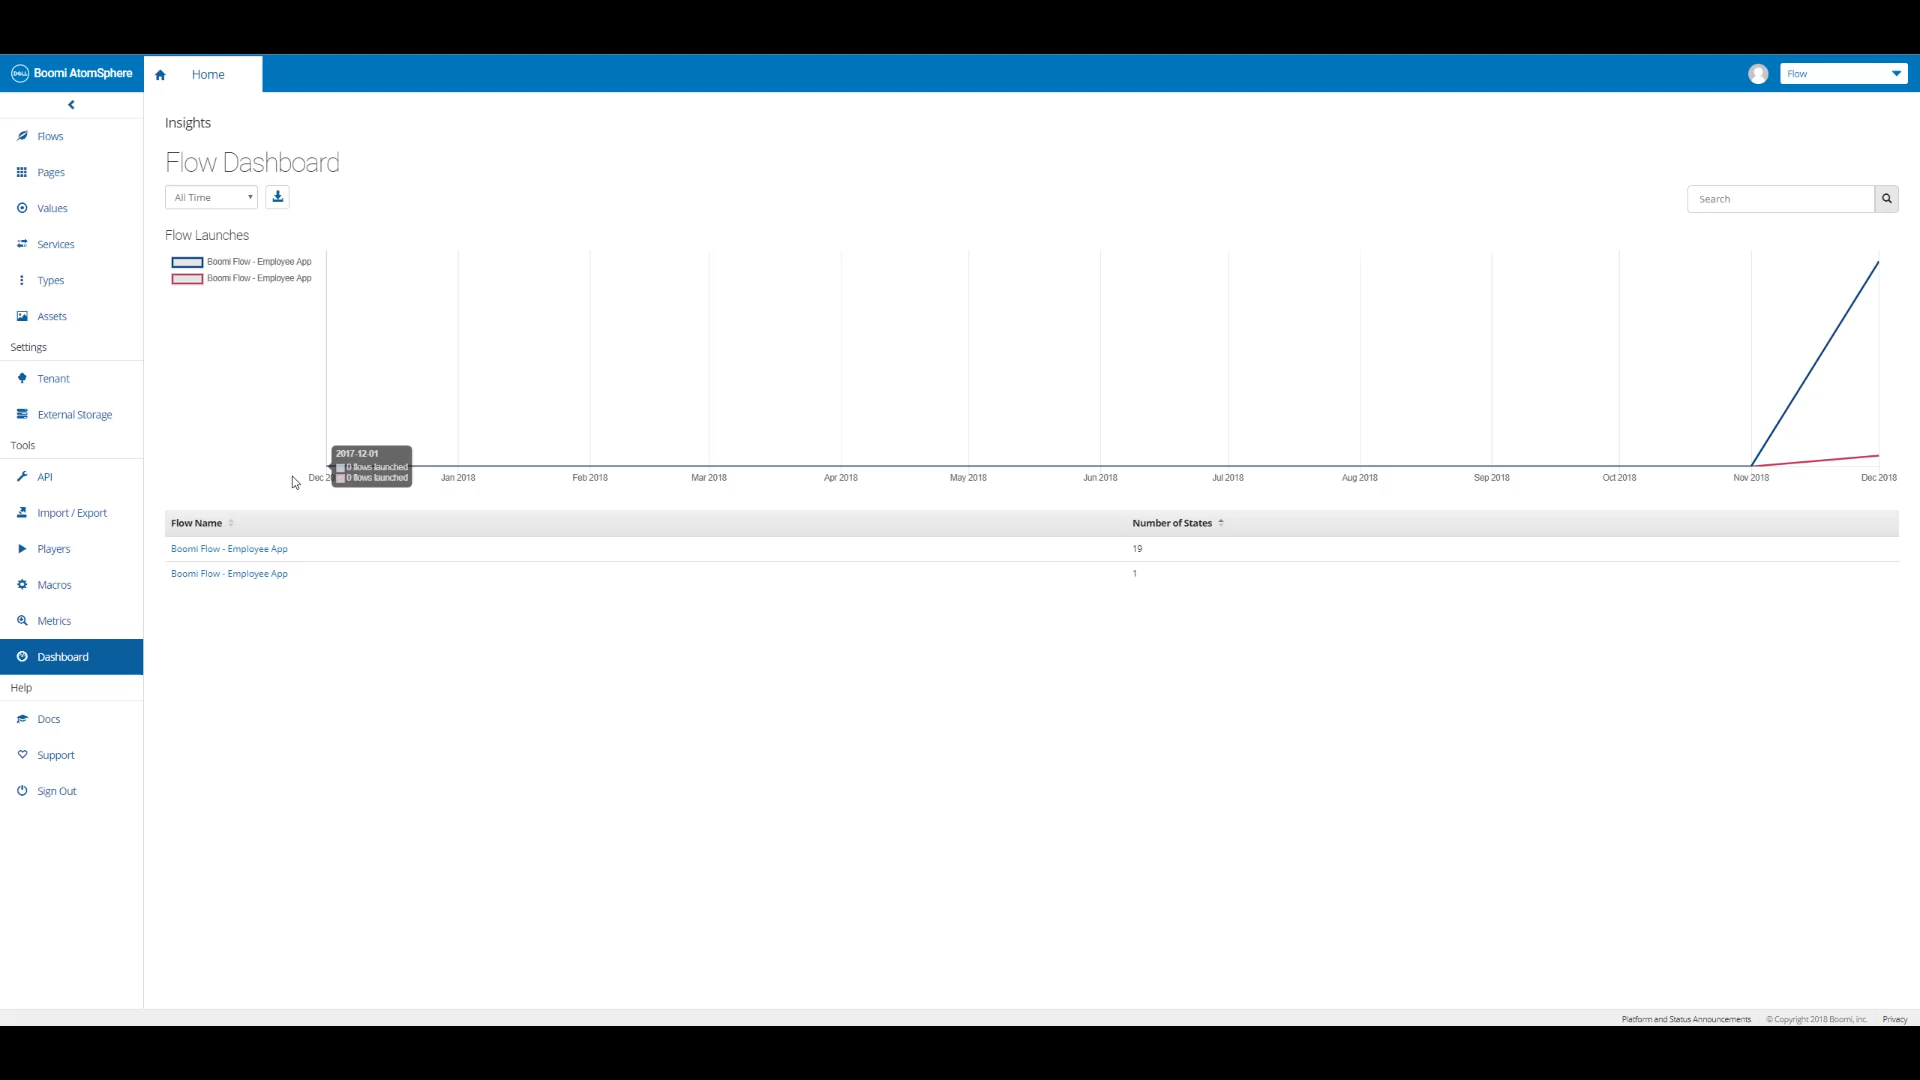 DELL Boomi AtomSphere
Home
Flow
Flows
Pages
Values
Services
Types
Assets
Settings
Tenant
External Storage
Tools
API
Import / Export
Players
Macros
Metrics
Dashboard
Help
Docs
Support
Sign Out
Insights
Flow Dashboard
All Time
Search
Flow Launches
Boomi Flow - Employee App
Boomi Flow - Employee App
2017-12-01
0 flows launched
0 flows launched
Dec 20 Jan 2018 Feb 2018 Mar 2018 Apr 2018 May 2018 Jun 2018 Jul 2018 Aug 2018 Sep 2018 Oct 2018 Nov 2018 Dec 2018
Flow Name Number of States
Boomi Flow - Employee App 19
Boomi Flow - Employee App 1
Platform and Status Announcements © Copyright 2018 Boomi, Inc. Privacy